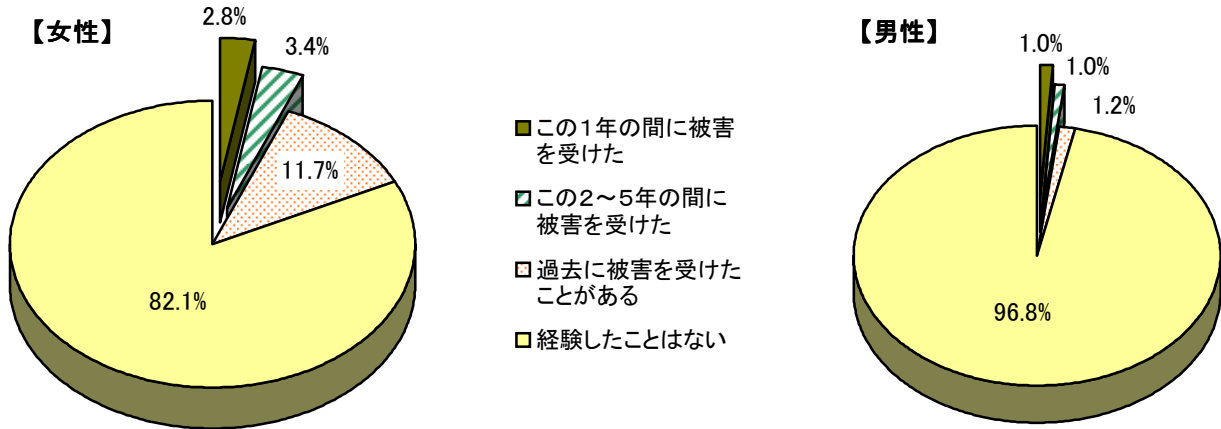 【女性】
2.8%
3.4%
11.7%
82.1%
この１年の間に被害
を受けた
この２～５年の間に
被害を受けた
過去に被害を受けた
ことがある
経験したことはない
【男性】
1.0%
1.0%
1.2%
96.8%